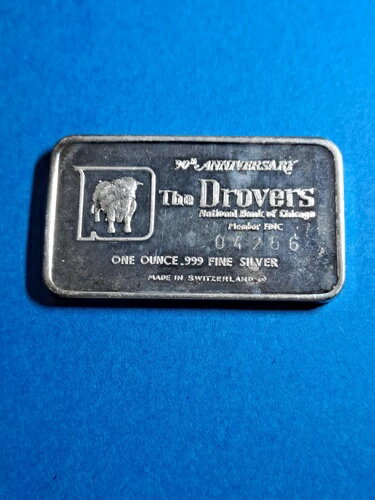 90th ANNIVERSARY
The Drovers
National Bank of Chicago
Member FDIC
04266
ONE OUNCE .999 FINE SILVER
MADE IN SWITZERLAND